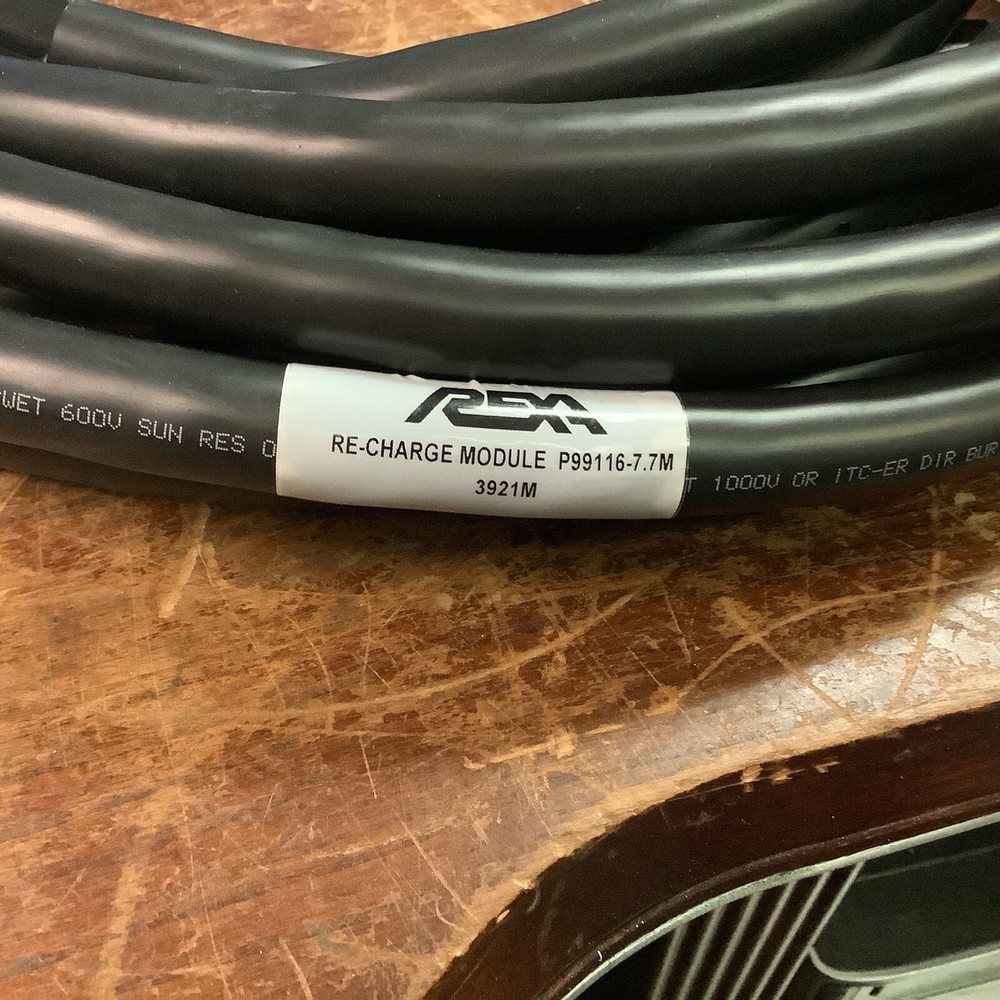 WET 600V SUN RES
REXA
RE-CHARGE MODULE P99116-7.7M
3921M
1000V OR ITC-ER DIR BUR